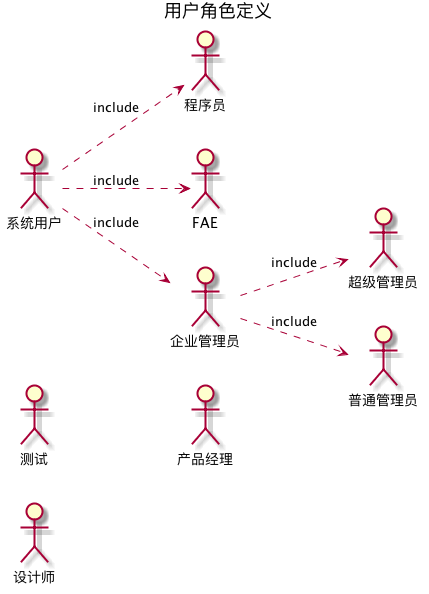 用户角色定义
程序员
include
系统用户
include
FAE
include
企业管理员
include
超级管理员
include
普通管理员
测试
产品经理
设计师